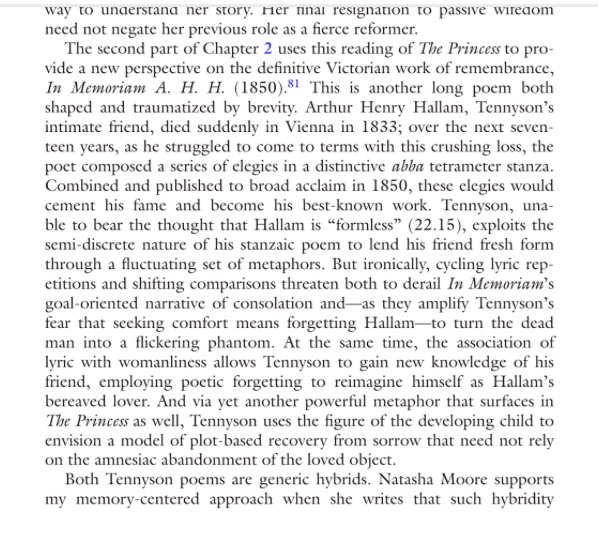 way to understand her story. Her final resignation to passive wifedom
need not negate her previous role as a fierce reformer.
The second part of Chapter 2 uses this reading of The Princess to pro-
vide a new perspective on the definitive Victorian work of remembrance,
In Memoriam A. H. H. (1850).81 This is another long poem both
shaped and traumatized by brevity. Arthur Henry Hallam, Tennyson's
intimate friend, died suddenly in Vienna in 1833; over the next seven-
teen years, as he struggled to come to terms with this crushing loss, the
poet composed a series of elegies in a distinctive abba tetrameter stanza.
Combined and published to broad acclaim in 1850, these elegies would
cement his fame and become his best-known work. Tennyson, una-
ble to bear the thought that Hallam is “formless” (22.15), exploits the
semi-discrete nature of his stanzaic poem to lend his friend fresh form
through a fluctuating set of metaphors. But ironically, cycling lyric rep-
etitions and shifting comparisons threaten both to derail In Memoriam's
goal-oriented narrative of consolation and—as they amplify Tennyson's
fear that seeking comfort means forgetting Hallam—to turn the dead
man into a flickering phantom. At the same time, the association of
lyric with womanliness allows Tennyson to gain new knowledge of his
friend, employing poetic forgetting to reimagine himself as Hallam's
bereaved lover. And via yet another powerful metaphor that surfaces in
The Princess as well, Tennyson uses the figure of the developing child to
envision a model of plot-based recovery from sorrow that need not rely
on the amnesiac abandonment of the loved object.
Both Tennyson poems are generic hybrids. Natasha Moore supports
my memory-centered approach when she writes that such hybridity